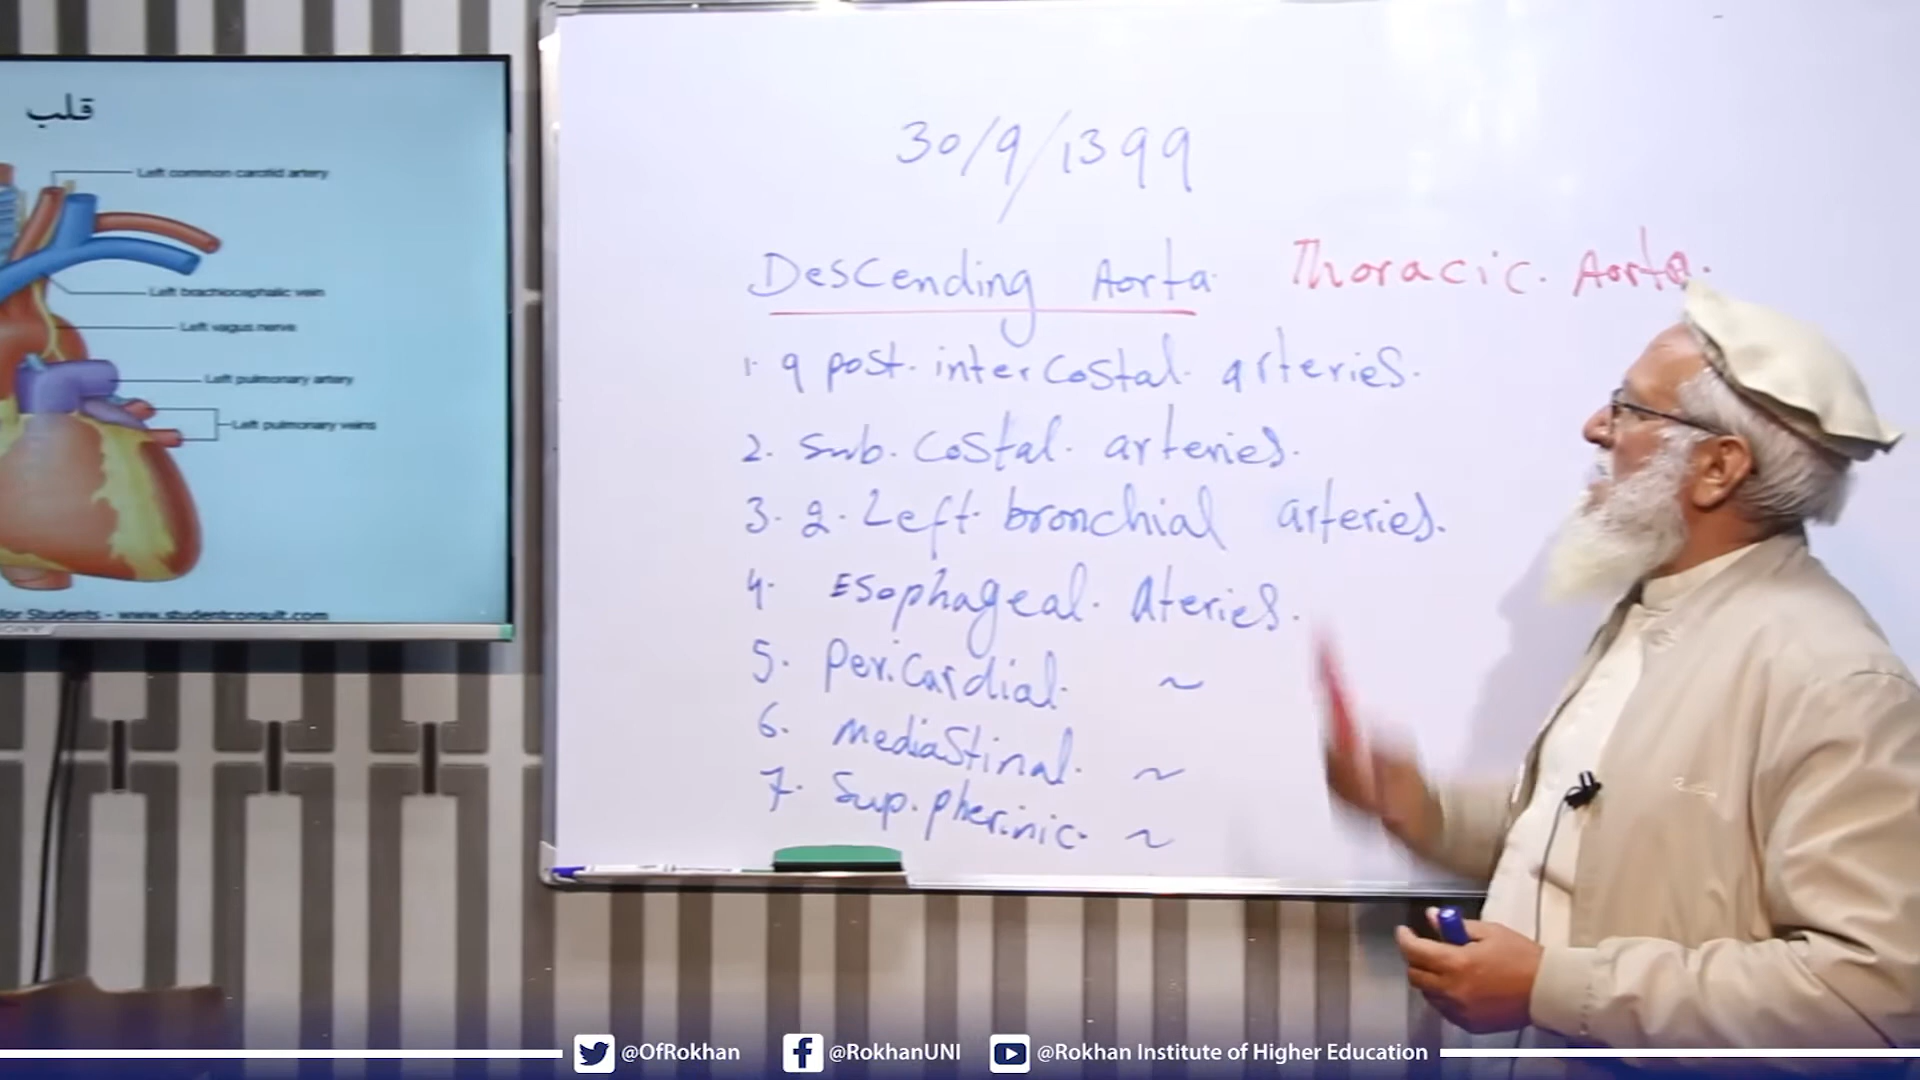 قلب
Left common carotid artery
Left brachiocephalic vein
Left vagus nerve
Left pulmonary artery
Left pulmonary veins
for Students - www.studentconsult.com
SONY
30/9/1399
Descending Aorta. Thoracic. Aorta.
1. 9 post. intercostal. arteries.
2. Sub. Costal. arteries.
3. 2. Left. bronchial arteries.
4. Esophageal. Ateries.
5. Peri.Cardial. ~
6. mediastinal. ~
7. Sup. pherinic. ~
@OfRokhan @RokhanUNI @Rokhan Institute of Higher Education